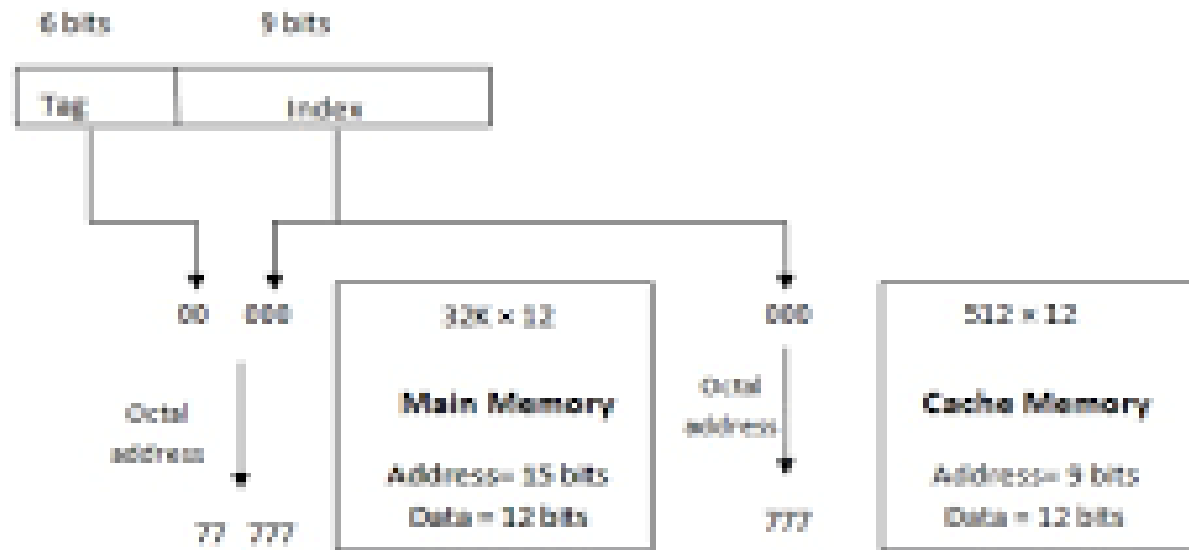 6 bits 9 bits
Tag Index
00 000
32K × 12
000
512 × 12
Octal
address
Main Memory
Octal
address
Cache Memory
Address= 15 bits
Data = 12 bits
Address= 9 bits
Data = 12 bits
77 777
777